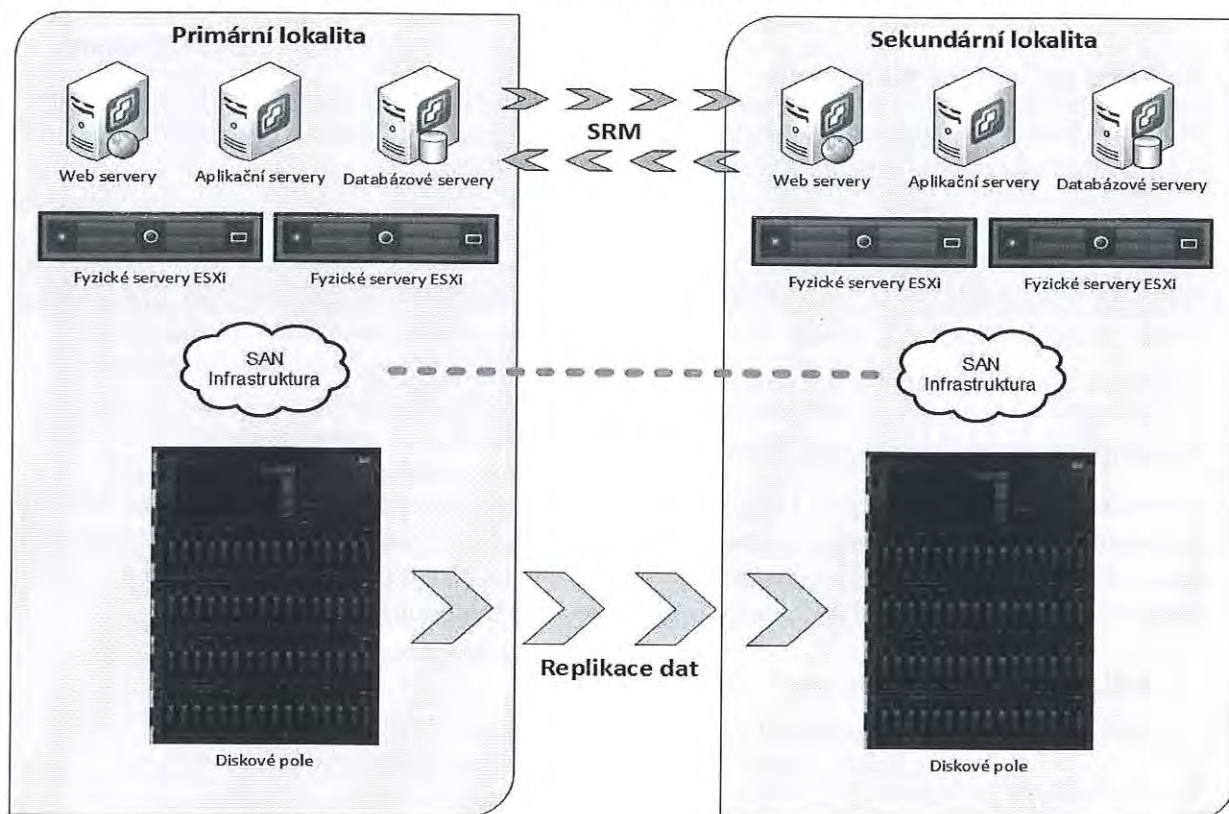 Primární lokalita
Web servery
Aplikační servery
Databázové servery
Fyzické servery ESXi
Fyzické servery ESXi
SAN
Infrastruktura
Diskové pole
SRM
Replikace dat
Sekundární lokalita
Web servery
Aplikační servery
Databázové servery
Fyzické servery ESXi
Fyzické servery ESXi
SAN
Infrastruktura
Diskové pole